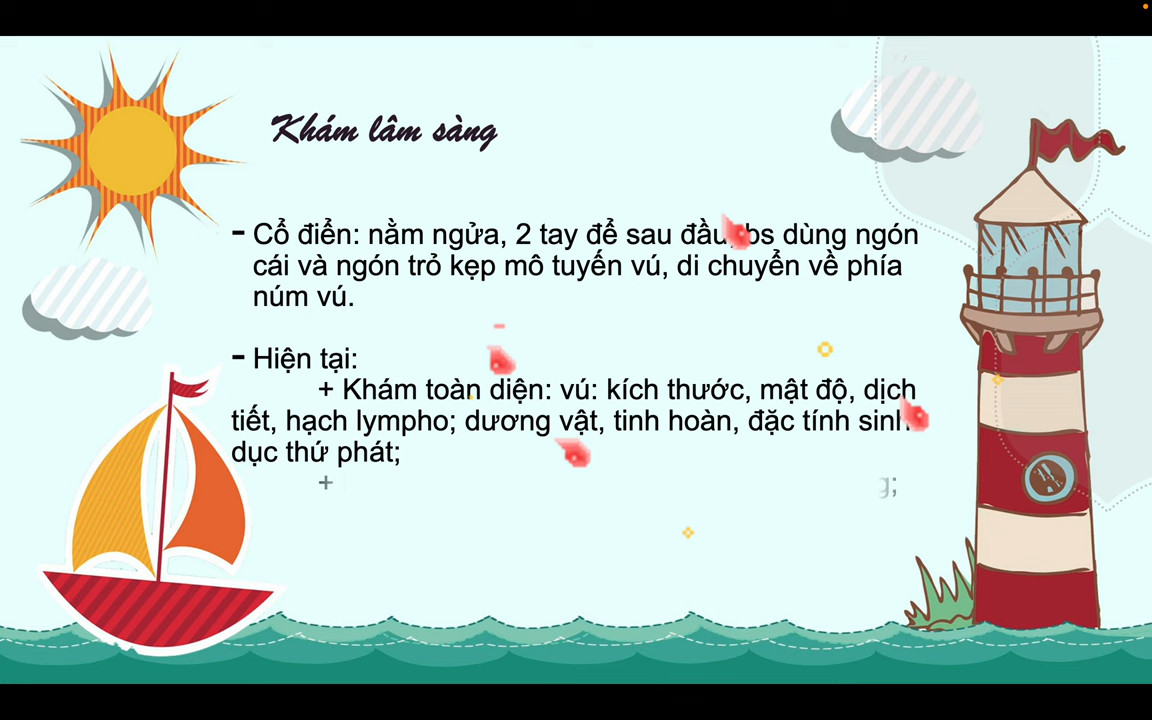 Khám lâm sàng
- Cổ điển: nằm ngửa, 2 tay để sau đầu, bs dùng ngón
cái và ngón trỏ kẹp mô tuyến vú, di chuyển về phía
núm vú.
- Hiện tại:
+ Khám toàn diện: vú: kích thước, mật độ, dịch
tiết, hạch lympho; dương vật, tinh hoàn, đặc tính sinh
dục thứ phát;
+ g;